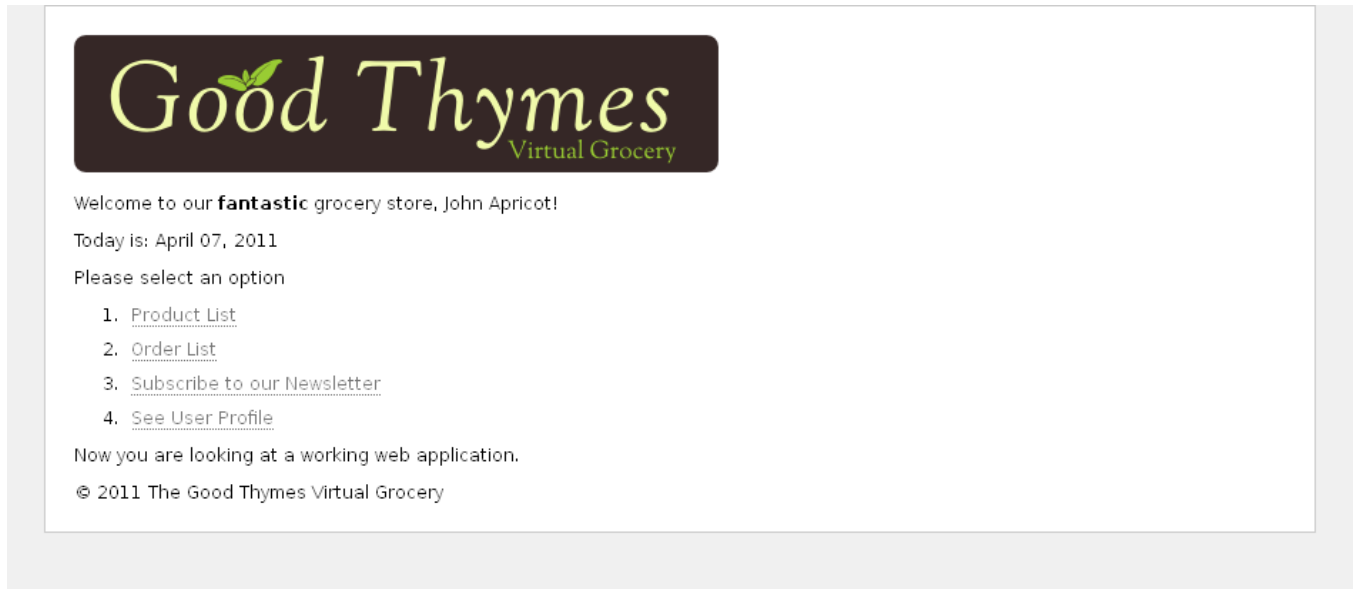 Good Thymes
Virtual Grocery
Welcome to our fantastic grocery store, John Apricot!
Today is: April 07, 2011
Please select an option
1. Product List
2. Order List
3. Subscribe to our Newsletter
4. See User Profile
Now you are looking at a working web application.
© 2011 The Good Thymes Virtual Grocery